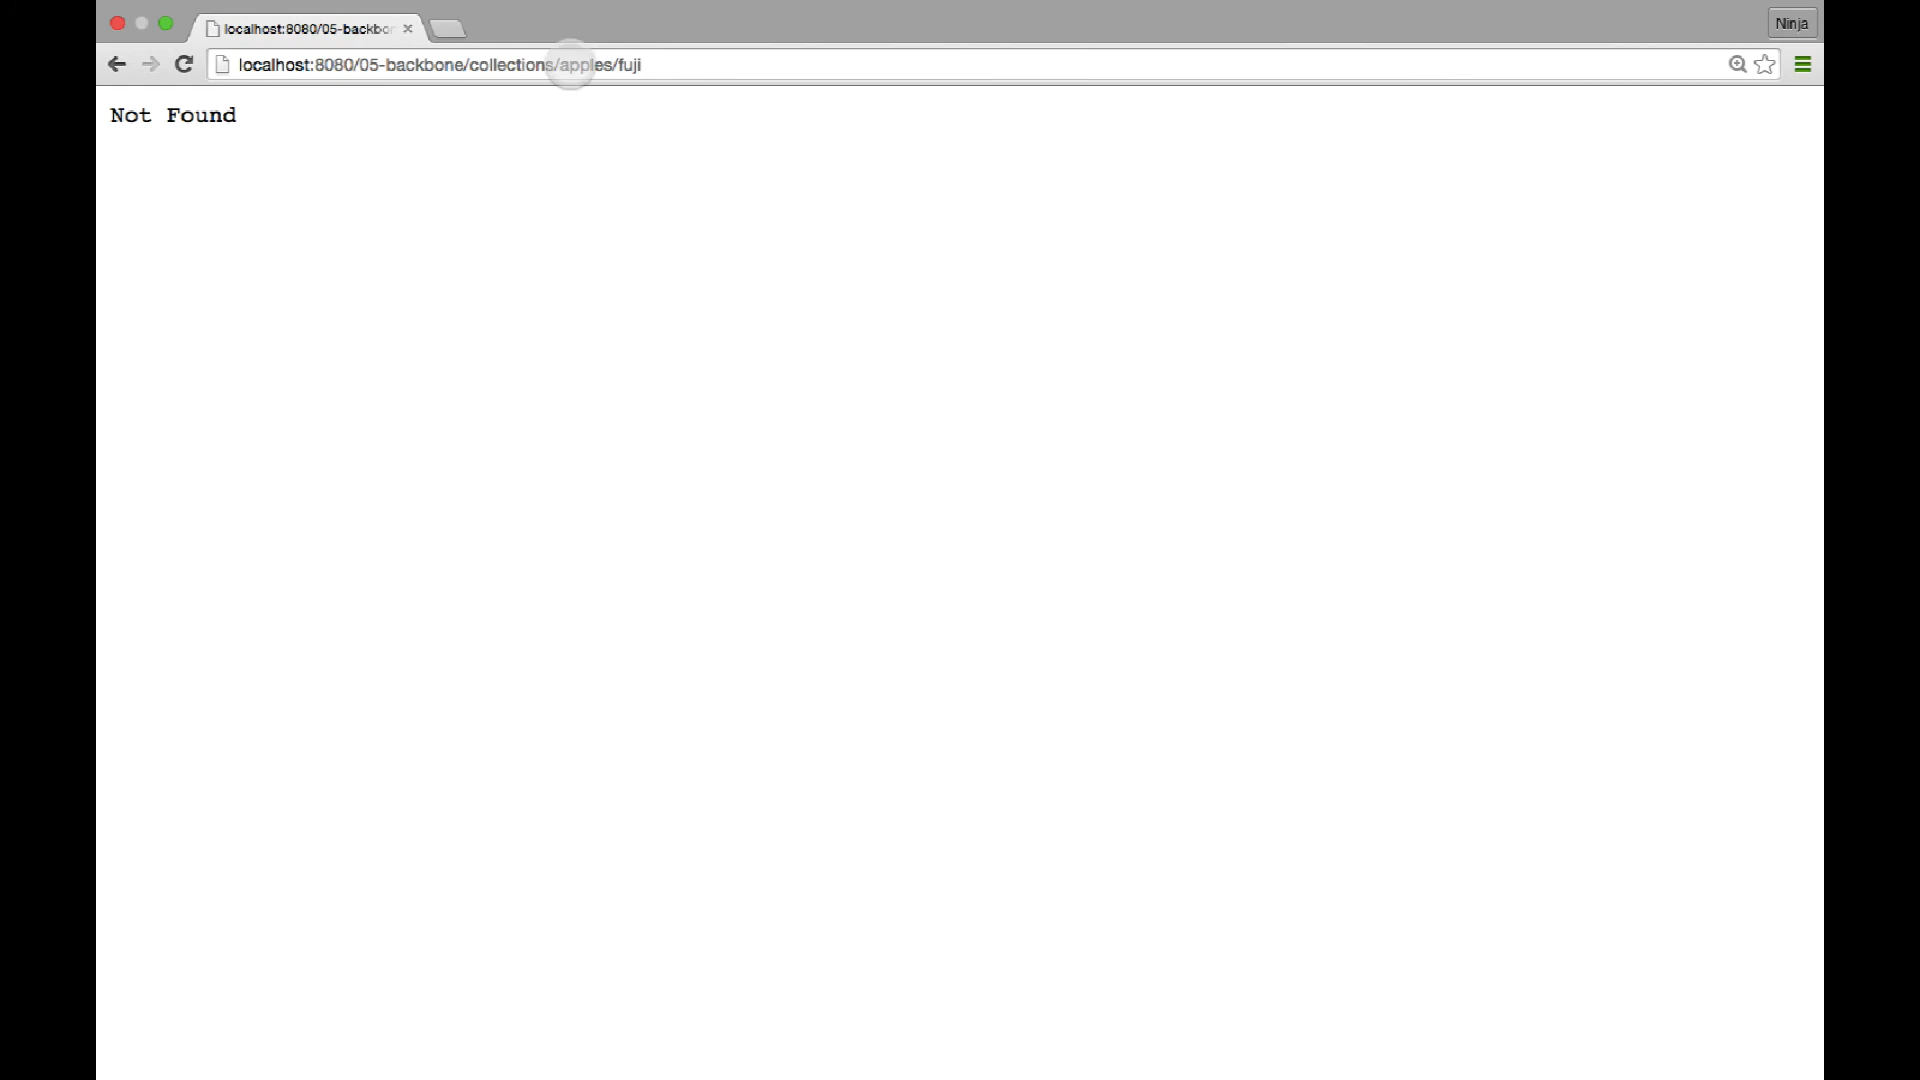 localhost:8080/05-backbo
Ninja
localhost:8080/05-backbone/collections/apples/fuji
Not Found